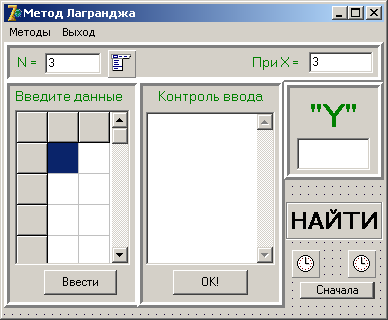 Метод Лагранджа
Методы Выход
N = 3 При X = 3
Введите данные
Контроль ввода
"Y"
НАЙТИ
Ввести
OK!
Сначала